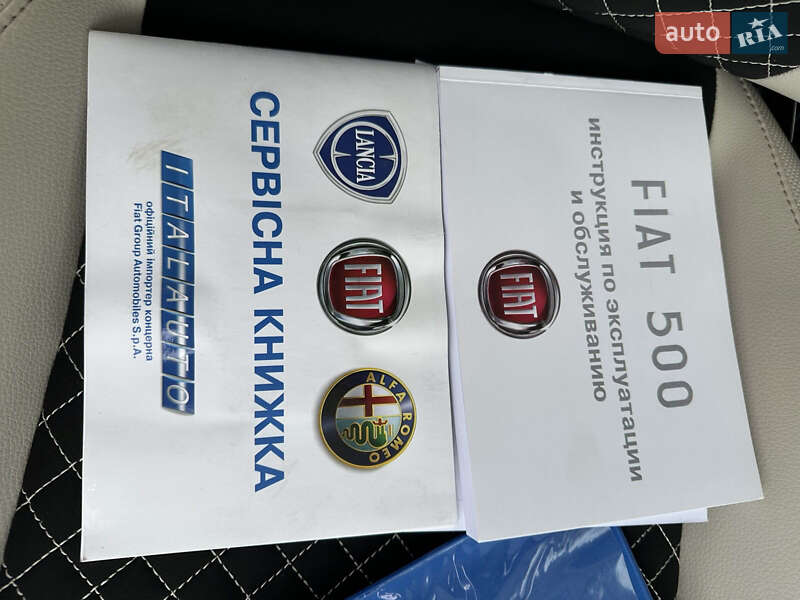 auto RIA.com
СЕРВІСНА КНИЖКА
LANCIA
FIAT
ALFA ROMEO
ITALAUTO
офіційний імпортер концерна
Fiat Group Automobiles S.p.A.
FIAT 500
инструкция по эксплуатации
и обслуживанию
FIAT